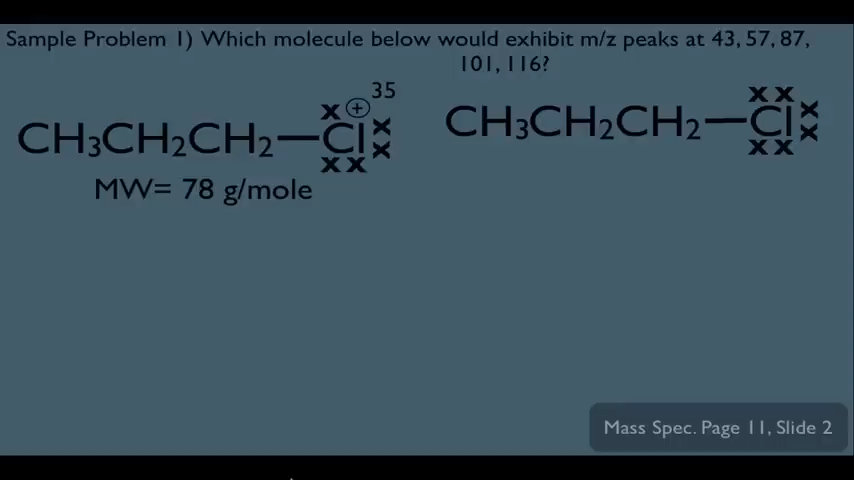 Sample Problem 1) Which molecule below would exhibit m/z peaks at 43, 57, 87,
101, 116?
x ⊕ 35
CH3CH2CH2—Cl x x
x x
MW= 78 g/mole
x x
CH3CH2CH2—Cl x x
x x
Mass Spec. Page 11, Slide 2